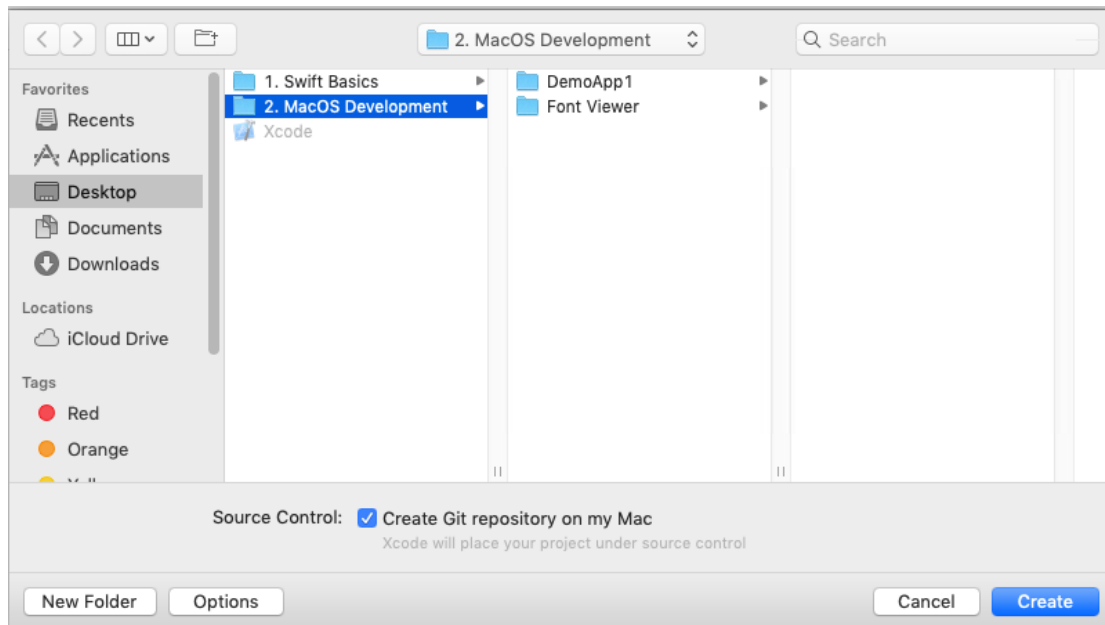 2. MacOS Development
Search
Favorites
Recents
Applications
Desktop
Documents
Downloads
Locations
iCloud Drive
Tags
Red
Orange
1. Swift Basics
2. MacOS Development
Xcode
DemoApp1
Font Viewer
Source Control: Create Git repository on my Mac
Xcode will place your project under source control
New Folder Options Cancel Create